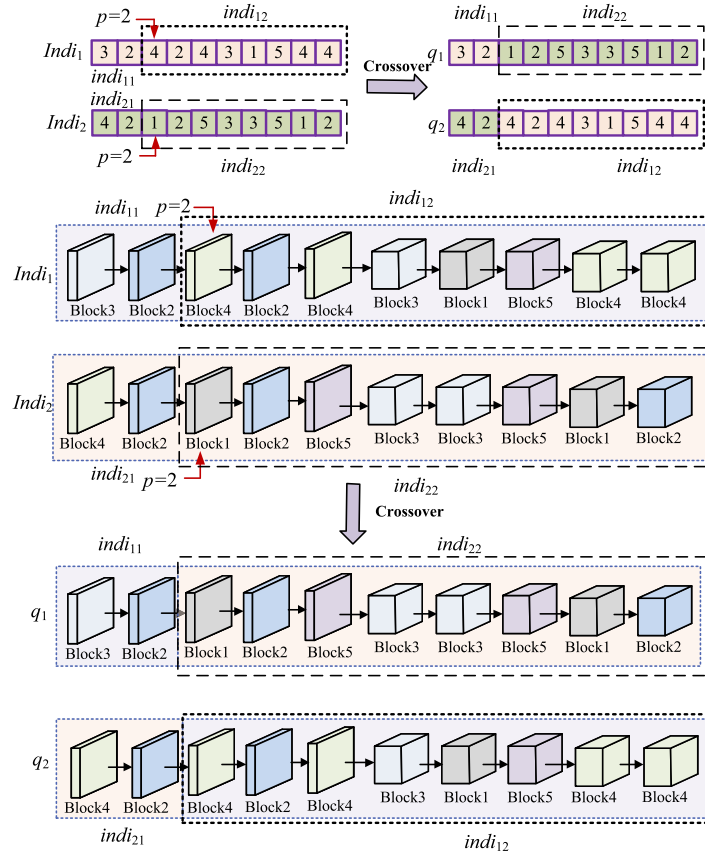 p=2 indi12 indi11 indi22
Indi1 3 2 4 2 4 3 1 5 4 4 Crossover q1 3 2 1 2 5 3 3 5 1 2
indi11
indi21
Indi2 4 2 1 2 5 3 3 5 1 2 q2 4 2 4 2 4 3 1 5 4 4
p=2 indi22 indi21 indi12
indi11 p=2 indi12
Indi1
Block3 Block2 Block4 Block2 Block4 Block3 Block1 Block5 Block4 Block4
Indi2
Block4 Block2 Block1 Block2 Block5 Block3 Block3 Block5 Block1 Block2
indi21 p=2 indi22
Crossover
indi11 indi22
q1
Block3 Block2 Block1 Block2 Block5 Block3 Block3 Block5 Block1 Block2
q2
Block4 Block2 Block4 Block2 Block4 Block3 Block1 Block5 Block4 Block4
indi21 indi12